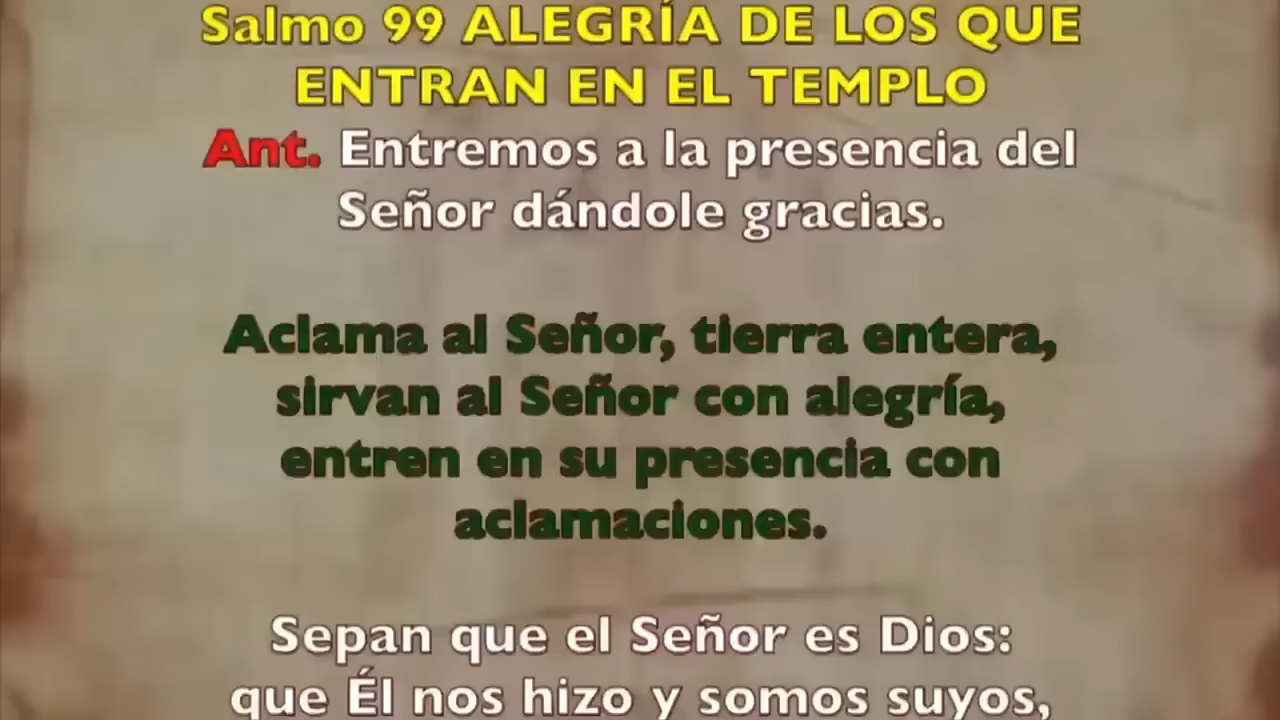 Salmo 99 ALEGRÍA DE LOS QUE
ENTRAN EN EL TEMPLO
Ant. Entremos a la presencia del
Señor dándole gracias.
Aclama al Señor, tierra entera,
sirvan al Señor con alegría,
entren en su presencia con
aclamaciones.
Sepan que el Señor es Dios:
que Él nos hizo y somos suyos,